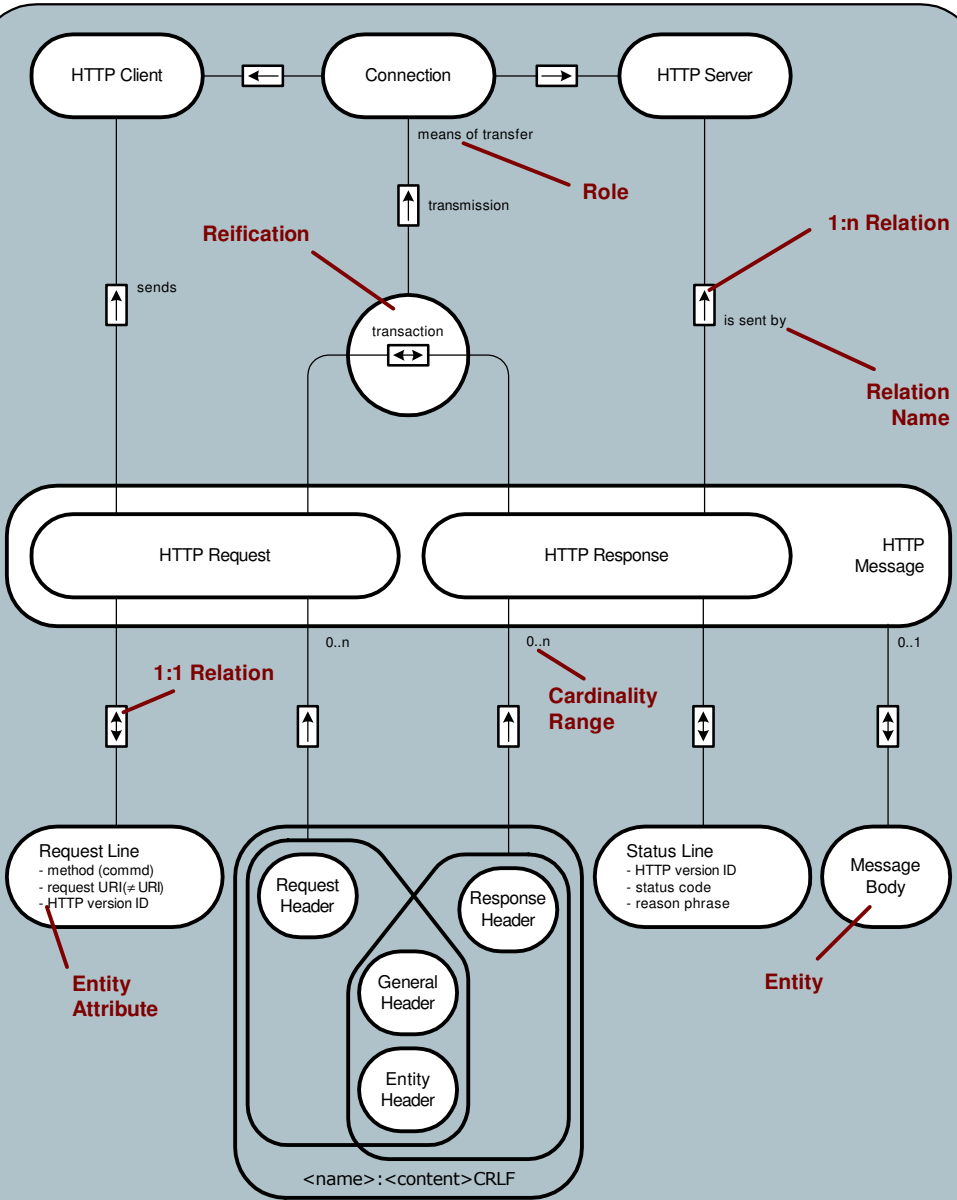 HTTP Client
Connection
HTTP Server
means of transfer
Role
transmission
Reification
1:n Relation
sends
is sent by
transaction
Relation
Name
HTTP Request
HTTP Response
HTTP
Message
0..n
0..n
0..1
1:1 Relation
Cardinality
Range
Request Line
- method (commd)
- request URI(≠ URI)
- HTTP version ID
Request
Header
Response
Header
Status Line
- HTTP version ID
- status code
- reason phrase
Message
Body
Entity
Attribute
General
Header
Entity
Entity
Header
<name>:<content>CRLF